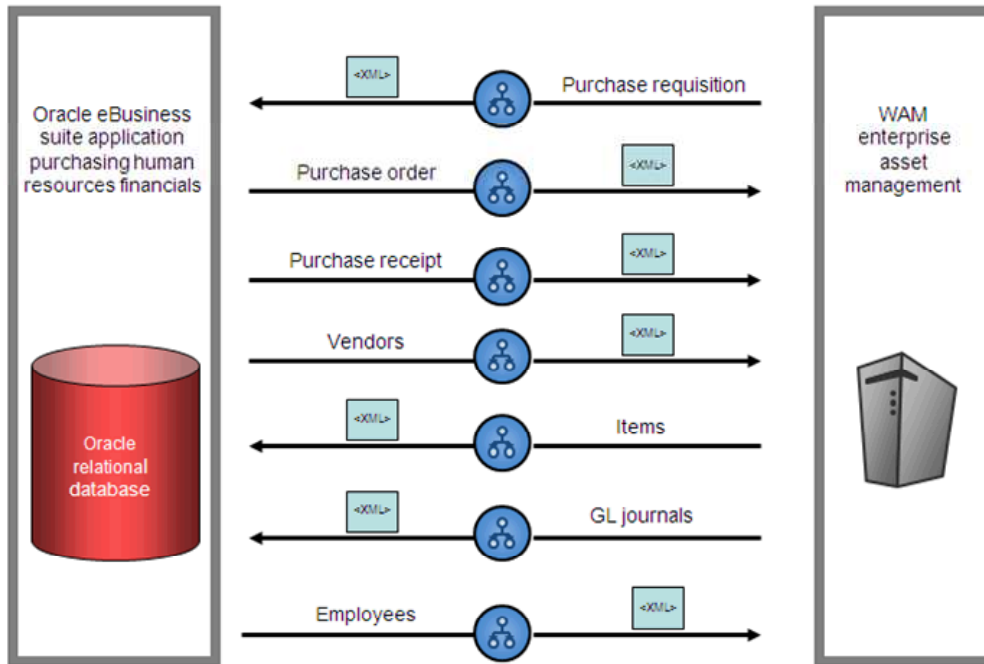 Oracle eBusiness
suite application
purchasing human
resources financials
Oracle
relational
database
<XML>
Purchase requisition
Purchase order
<XML>
Purchase receipt
<XML>
Vendors
<XML>
<XML>
Items
<XML>
GL journals
Employees
<XML>
WAM
enterprise
asset
management